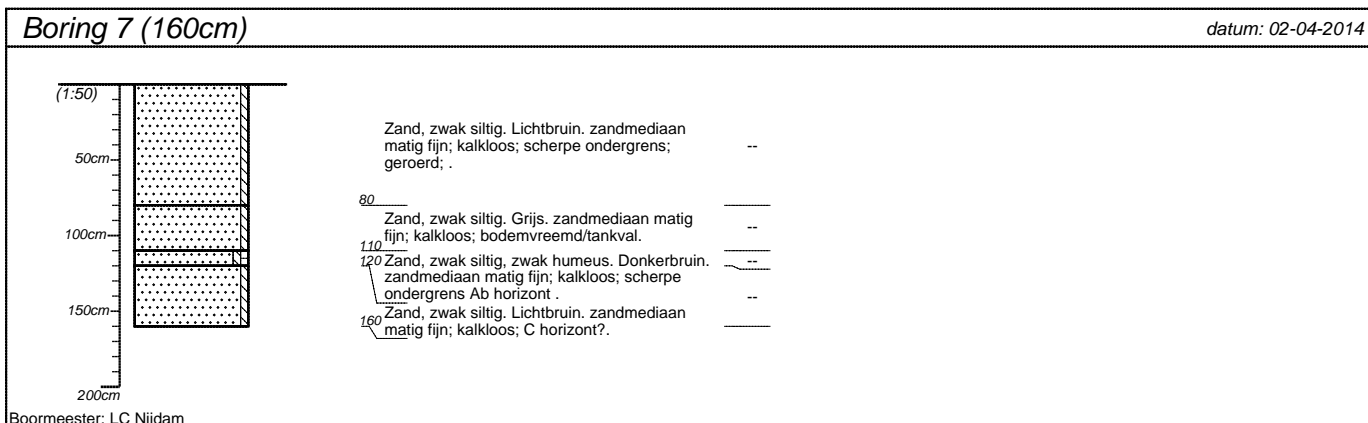 Boring 7 (160cm)
datum: 02-04-2014
(1:50)
50cm
100cm
150cm
200cm
Zand, zwak siltig. Lichtbruin. zandmediaan
matig fijn; kalkloos; scherpe ondergrens;
geroerd; .
--
80
Zand, zwak siltig. Grijs. zandmediaan matig
fijn; kalkloos; bodemvreemd/tankval.
--
110
120 Zand, zwak siltig, zwak humeus. Donkerbruin.
zandmediaan matig fijn; kalkloos; scherpe
ondergrens Ab horizont .
--
Zand, zwak siltig. Lichtbruin. zandmediaan
matig fijn; kalkloos; C horizont?.
--
160
Boormeester: LC Nijdam